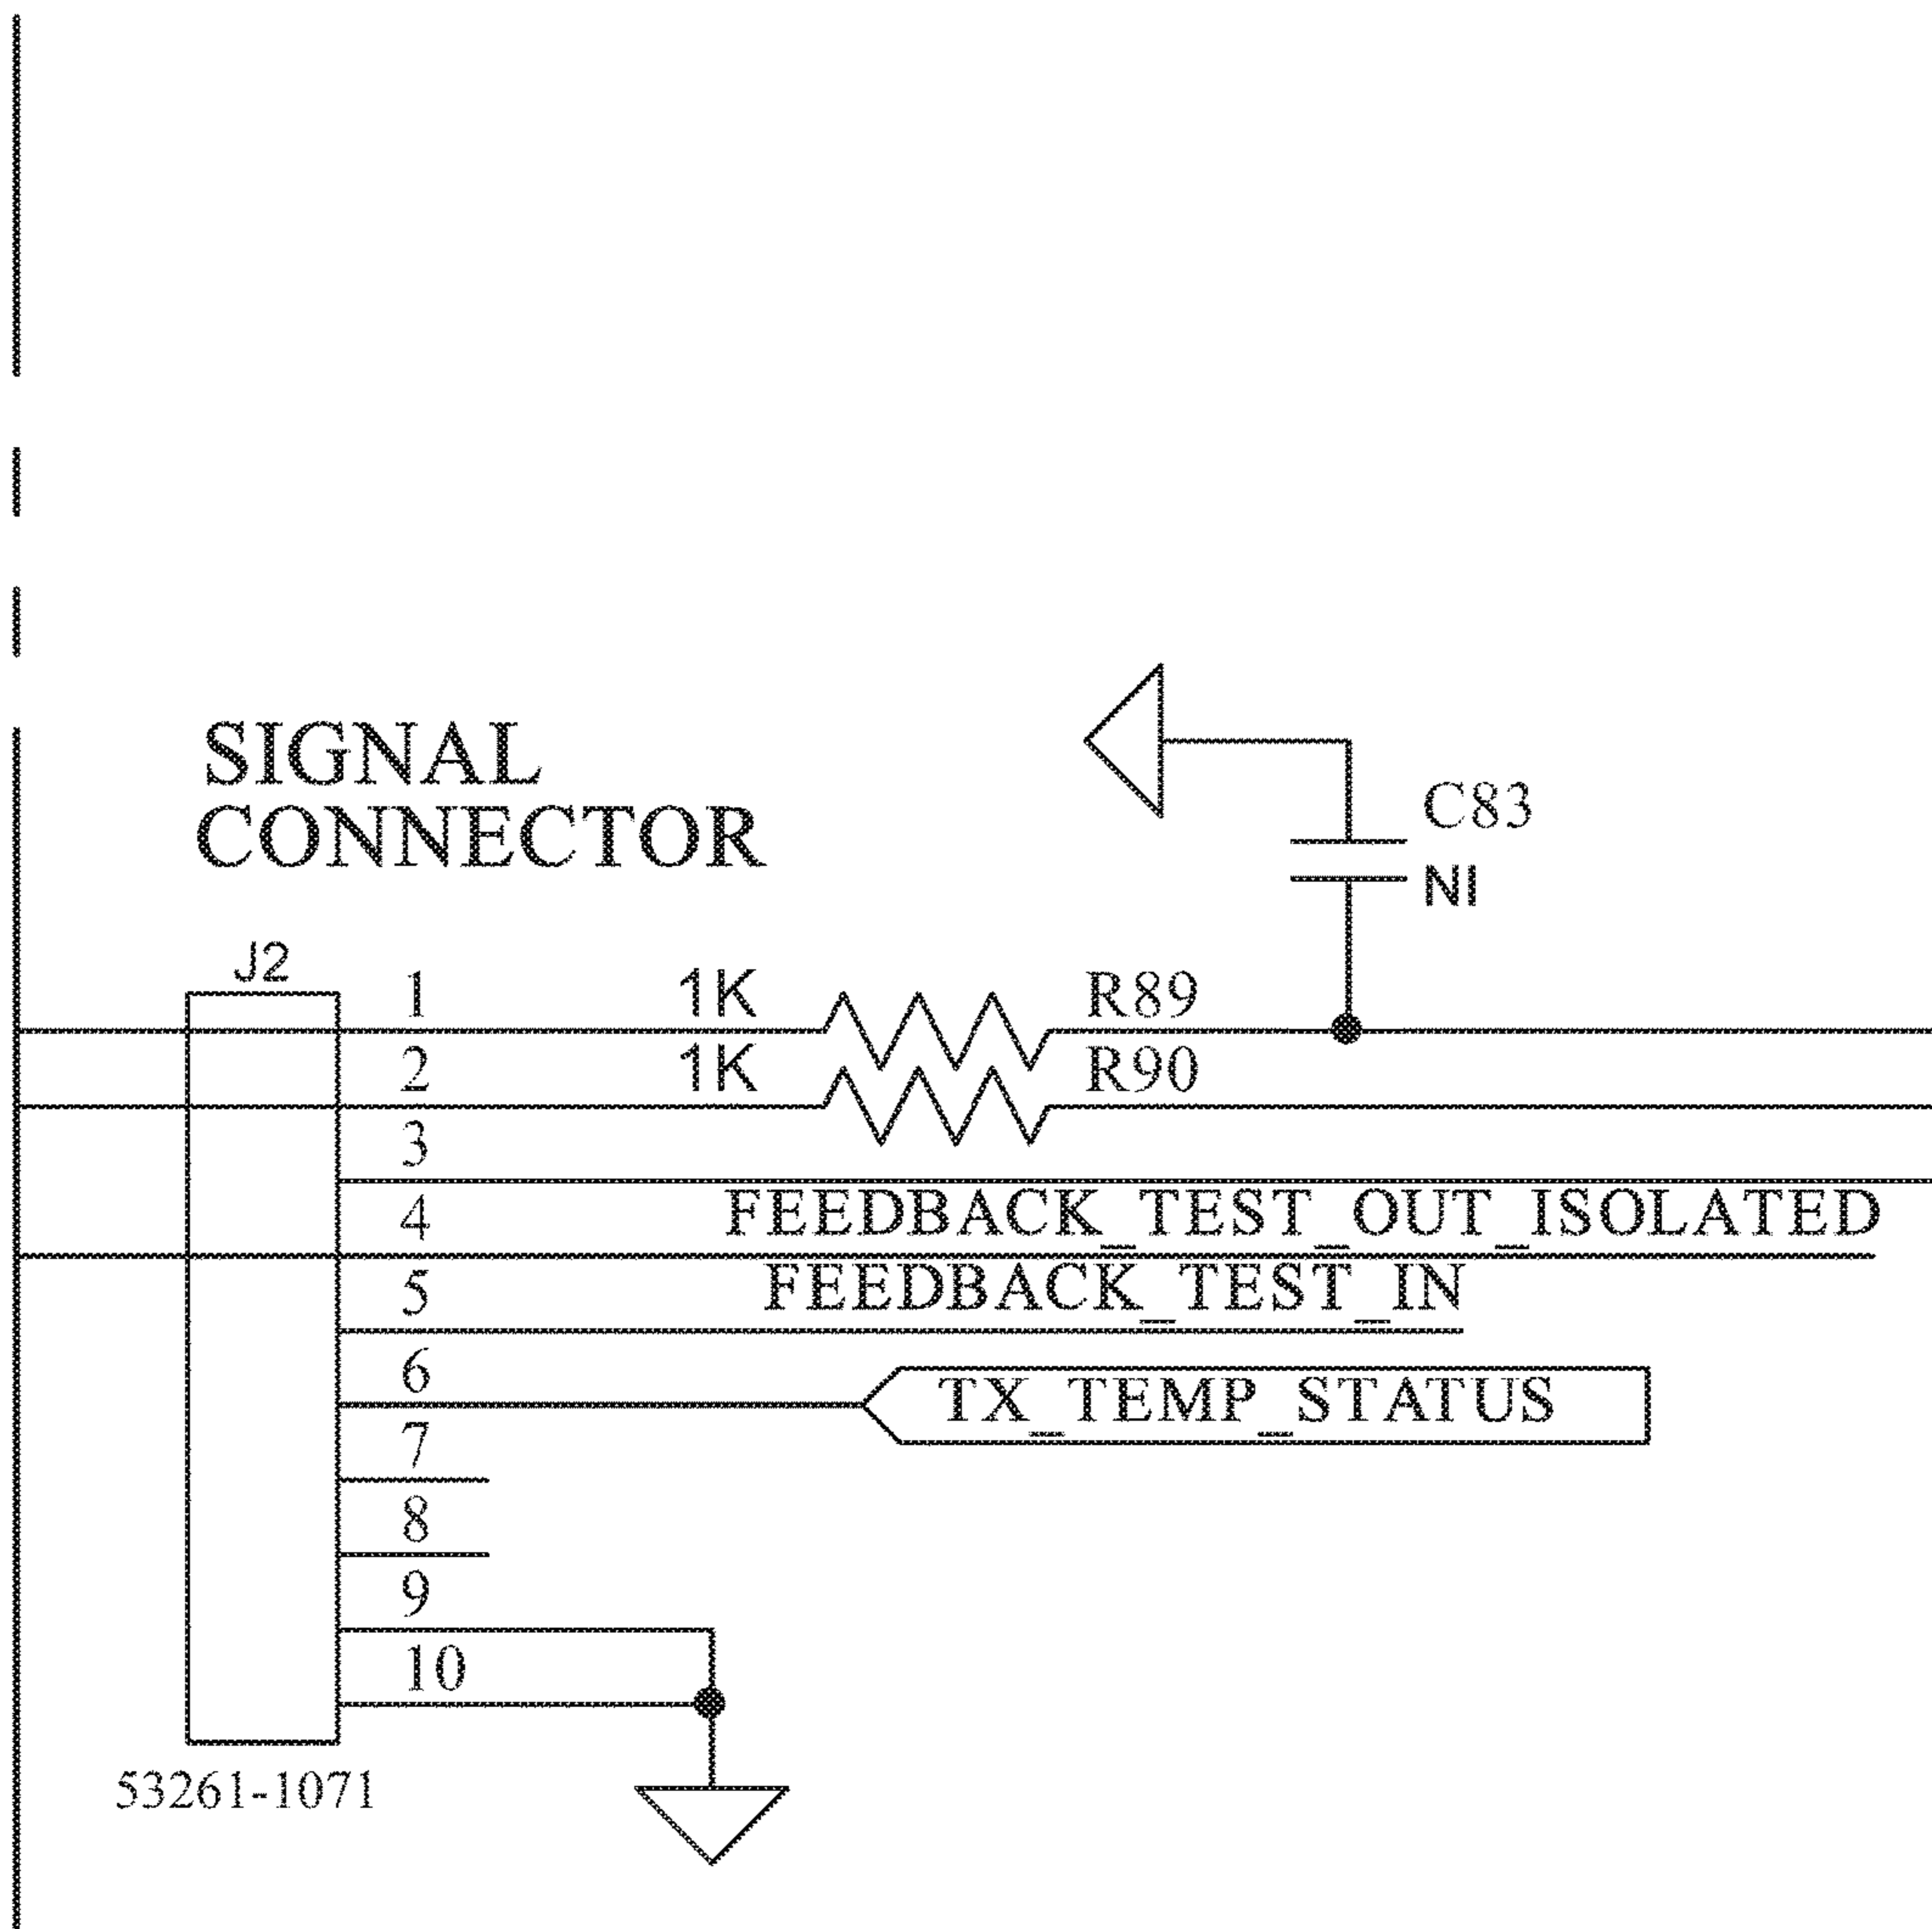 SIGNAL
CONNECTOR
C83
NI
J2
1 1K R89
2 1K R90
3
4 FEEDBACK_TEST_OUT_ISOLATED
5 FEEDBACK_TEST_IN
6 TX_TEMP_STATUS
7
8
9
10
53261-1071